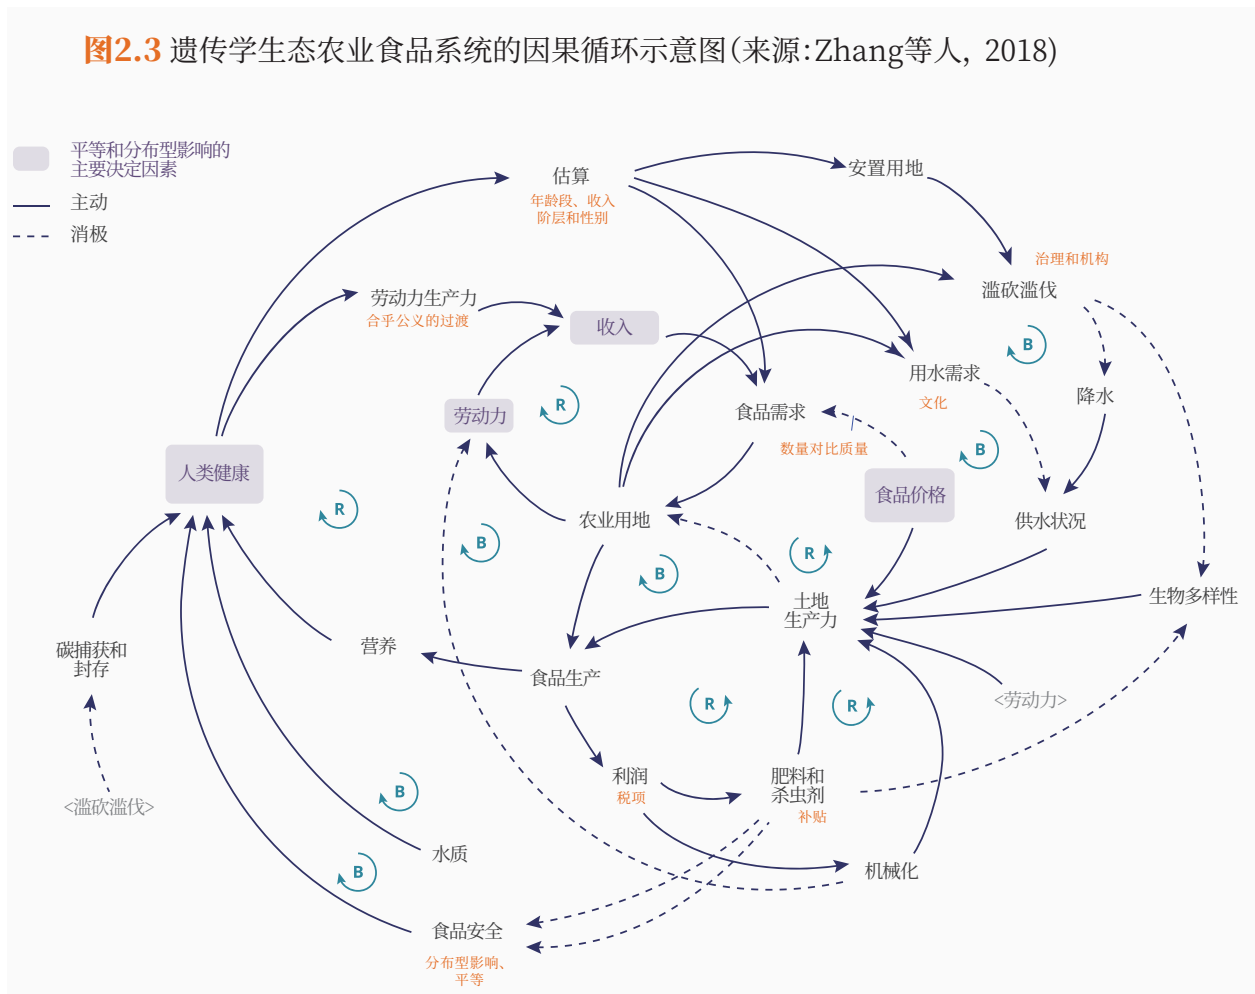 图2.3 遗传学生态农业食品系统的因果循环示意图(来源:Zhang等人，2018)
平等和分布型影响的
主要决定因素
主动
消极
估算
年龄段、收入
阶层和性别
安置用地
治理和机构
滥砍滥伐
劳动力生产力
合乎公义的过渡
收入
B
用水需求
文化
降水
劳动力
R
食品需求
数量对比质量
B
人类健康
食品价格
R
农业用地
供水状况
B
B
R
土地
生产力
生物多样性
碳捕获和
封存
营养
食品生产
<劳动力>
R
R
利润
税项
肥料和
杀虫剂
补贴
<滥砍滥伐>
B
水质
B
机械化
食品安全
分布型影响、
平等